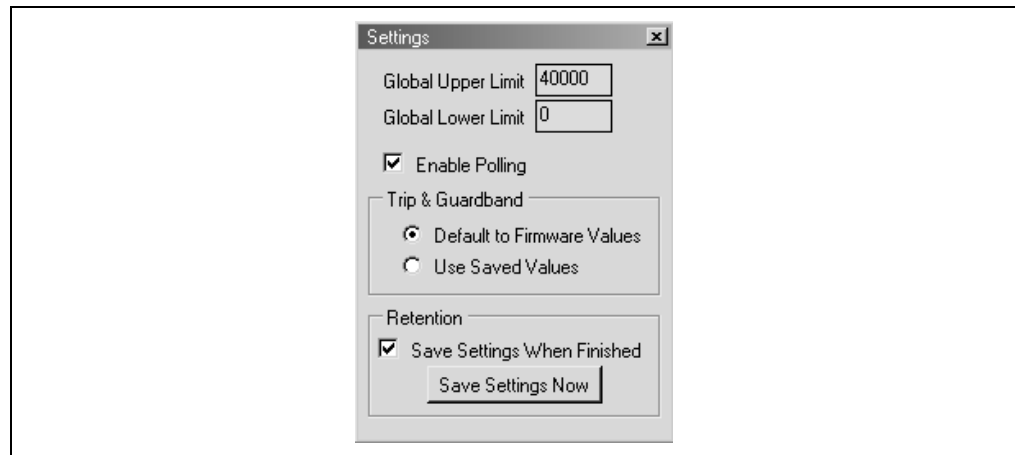 Settings
Global Upper Limit 40000
Global Lower Limit 0
Enable Polling
Trip & Guardband
Default to Firmware Values
Use Saved Values
Retention
Save Settings When Finished
Save Settings Now